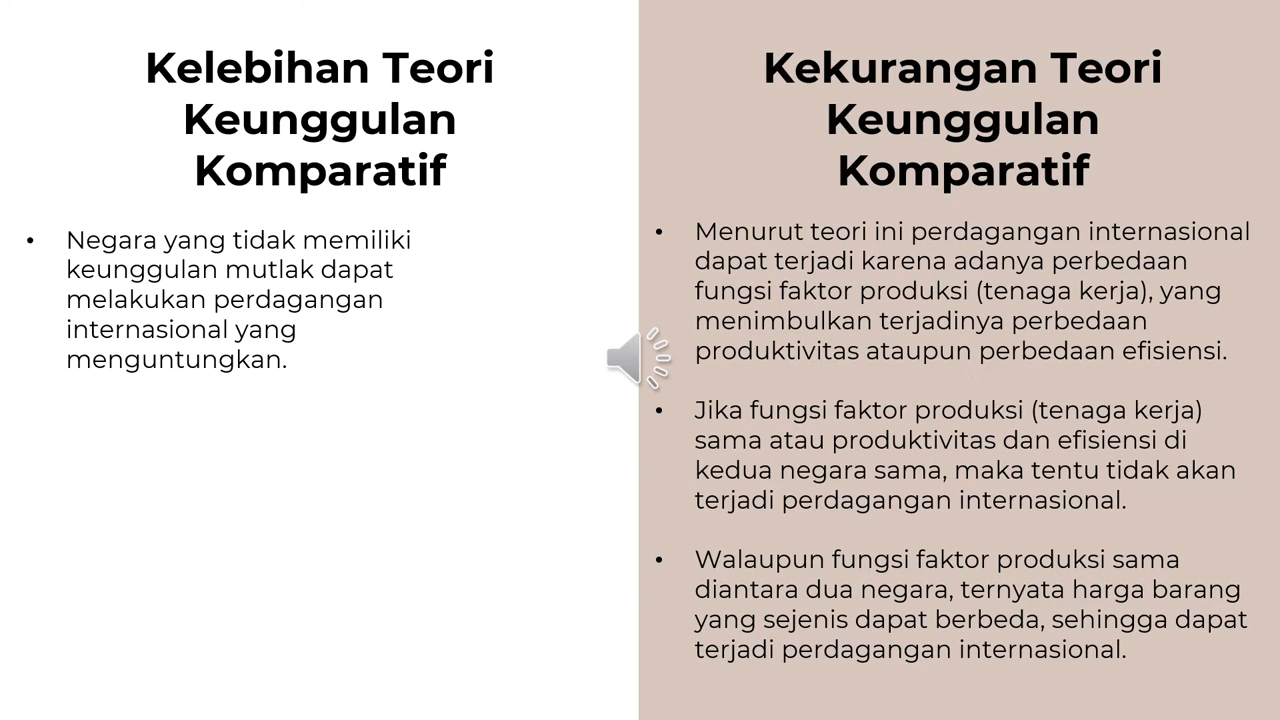 Kelebihan Teori
Keunggulan
Komparatif
• Negara yang tidak memiliki
keunggulan mutlak dapat
melakukan perdagangan
internasional yang
menguntungkan.
Kekurangan Teori
Keunggulan
Komparatif
• Menurut teori ini perdagangan internasional
dapat terjadi karena adanya perbedaan
fungsi faktor produksi (tenaga kerja), yang
menimbulkan terjadinya perbedaan
produktivitas ataupun perbedaan efisiensi.
• Jika fungsi faktor produksi (tenaga kerja)
sama atau produktivitas dan efisiensi di
kedua negara sama, maka tentu tidak akan
terjadi perdagangan internasional.
• Walaupun fungsi faktor produksi sama
diantara dua negara, ternyata harga barang
yang sejenis dapat berbeda, sehingga dapat
terjadi perdagangan internasional.